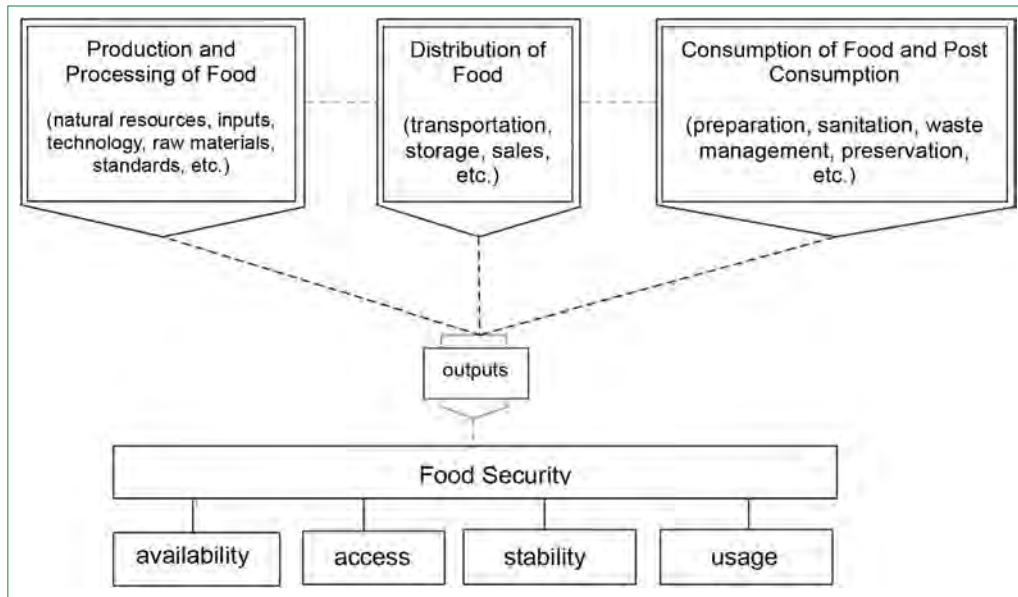 Production and
Processing of Food
(natural resources, inputs,
technology, raw materials,
standards, etc.)
Distribution of
Food
(transportation,
storage, sales,
etc.)
Consumption of Food and Post
Consumption
(preparation, sanitation, waste
management, preservation,
etc.)
outputs
Food Security
availability
access
stability
usage